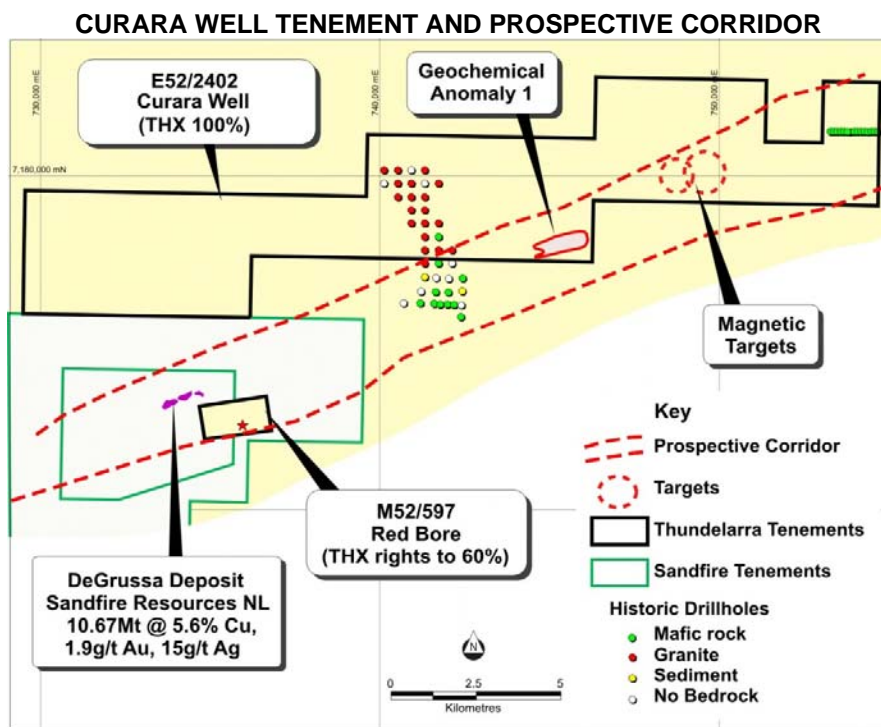 CURARA WELL TENEMENT AND PROSPECTIVE CORRIDOR
730,000 mE
740,000 mE
750,000 mE
7,180,000 mN
E52/2402
Curara Well
(THX 100%)
Geochemical
Anomaly 1
Magnetic
Targets
M52/597
Red Bore
(THX rights to 60%)
DeGrussa Deposit
Sandfire Resources NL
10.67Mt @ 5.6% Cu,
1.9g/t Au, 15g/t Ag
Key
Prospective Corridor
Targets
Thundelarra Tenements
Sandfire Tenements
Historic Drillholes
Mafic rock
Granite
Sediment
No Bedrock
N
0 2.5 5
Kilometres